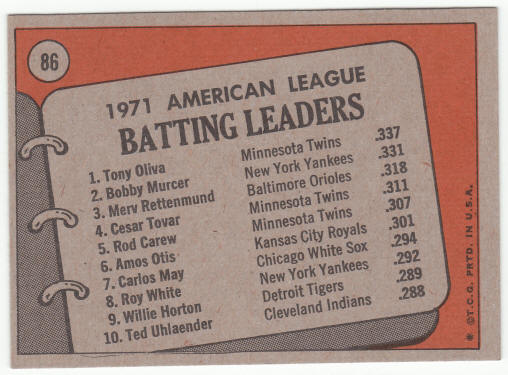 86
1971 AMERICAN LEAGUE
BATTING LEADERS
1. Tony Oliva Minnesota Twins .337
2. Bobby Murcer New York Yankees .331
3. Merv Rettenmund Baltimore Orioles .318
4. Cesar Tovar Minnesota Twins .311
5. Rod Carew Minnesota Twins .307
6. Amos Otis Kansas City Royals .301
7. Carlos May Chicago White Sox .294
8. Roy White New York Yankees .292
9. Willie Horton Detroit Tigers .289
10. Ted Uhlaender Cleveland Indians .288
* ©T.C.G. PRTD. IN U.S.A.